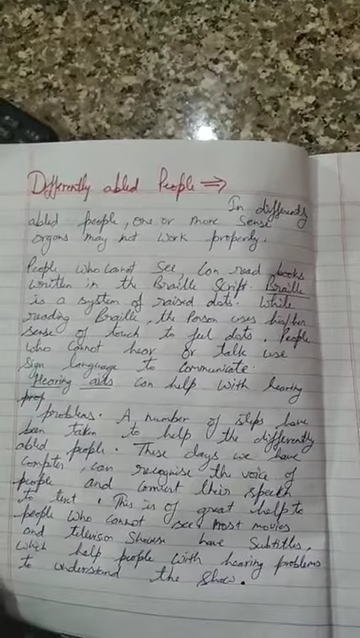 Differently abled People ⇒
In differently
abled people, one or more sense
organs may not work properly.
People who cannot see can read books
written in the Braille Script. Braille
is a system of raised dots. While
reading Braille, the Person uses his/her
sense of touch to feel dots. People
who cannot hear or talk use
sign language to communicate.
Hearing aids can help with hearing
prop
problems. A number of steps have
been taken to help the differently
abled people. These days we have
computer, can recognise the voice of
people and convert their speech
to text. This is of great help to
people who cannot see most movies
and television shows have Subtitles,
which help people with hearing problems
to understand the show.